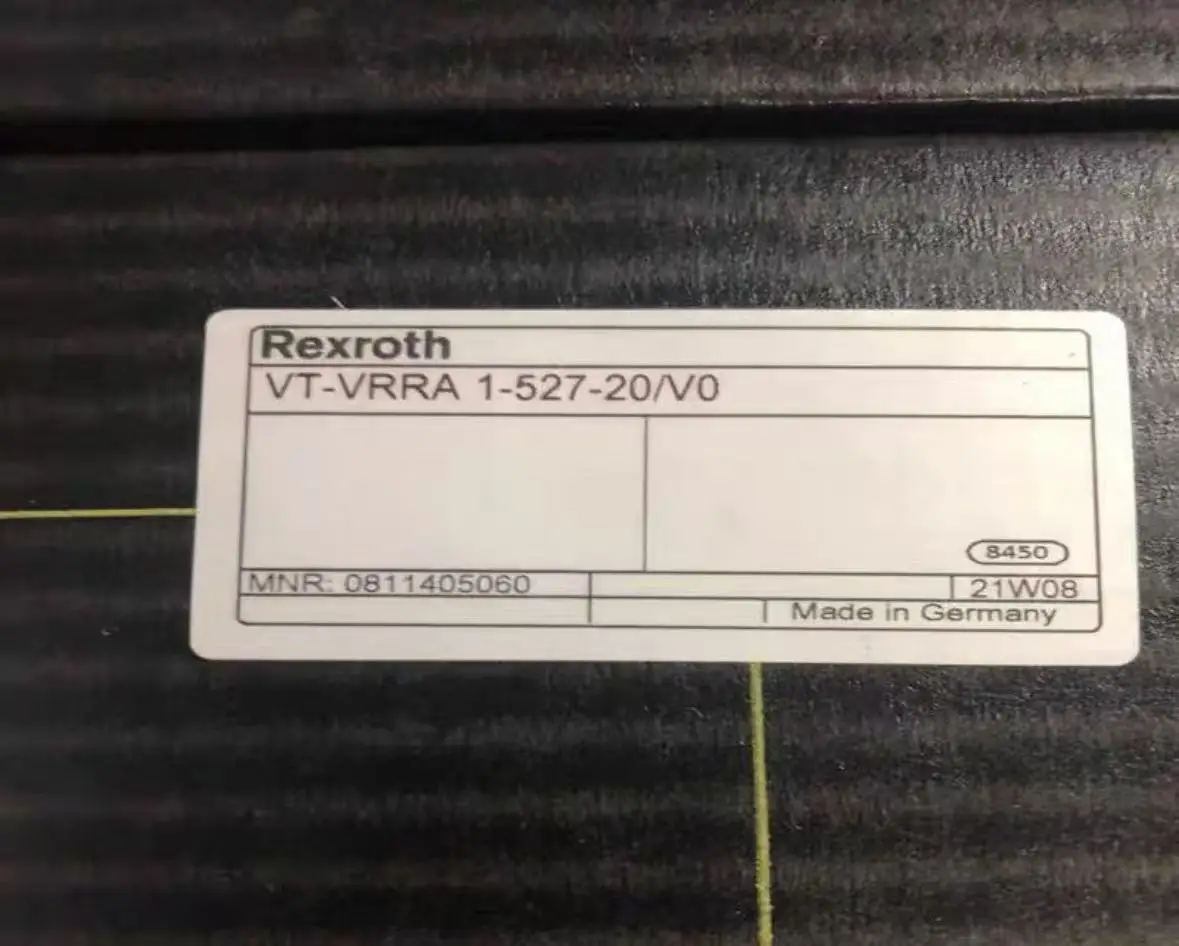 Rexroth
VT-VRRA 1-527-20/V0
8450
MNR: 0811405060
21W08
Made in Germany